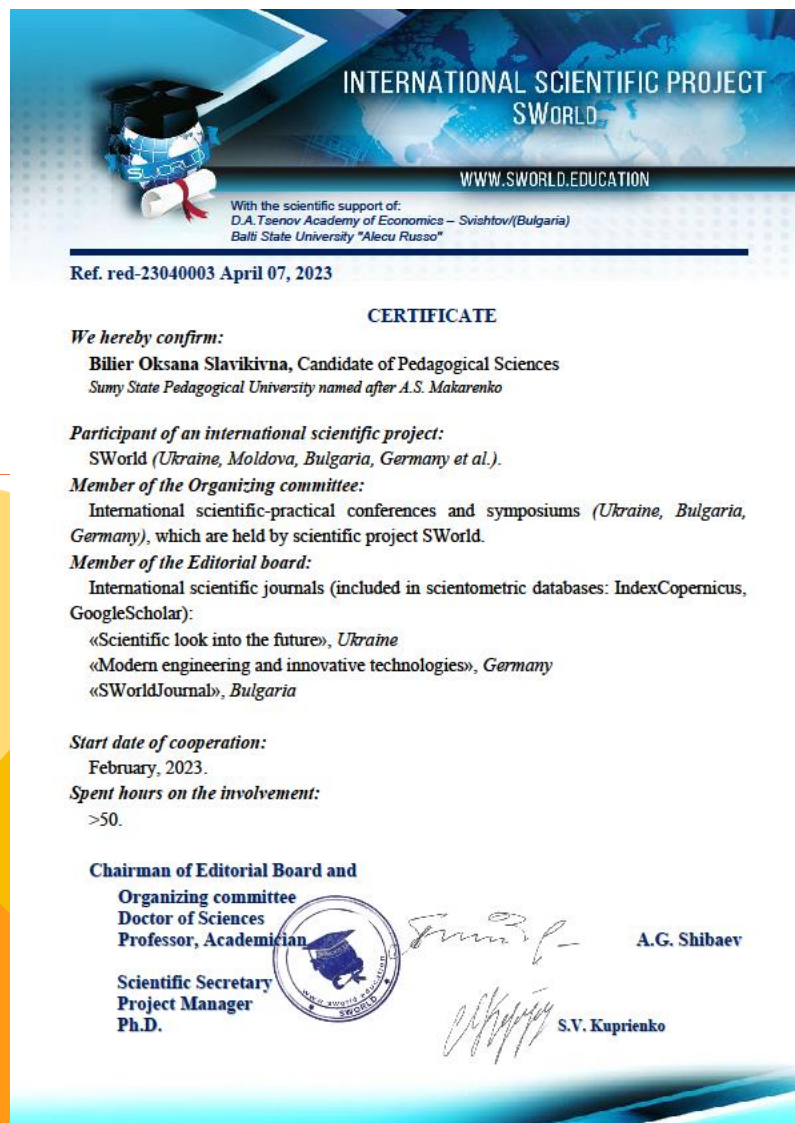 INTERNATIONAL SCIENTIFIC PROJECT
SWORLD
WWW.SWORLD.EDUCATION
SWORLD
With the scientific support of:
D.A.Tsenov Academy of Economics – Svishtov/(Bulgaria)
Balti State University "Alecu Russo"
Ref. red-23040003 April 07, 2023
CERTIFICATE
We hereby confirm:
Bilier Oksana Slavikivna, Candidate of Pedagogical Sciences
Sumy State Pedagogical University named after A.S. Makarenko
Participant of an international scientific project:
SWorld (Ukraine, Moldova, Bulgaria, Germany et al.).
Member of the Organizing committee:
International scientific-practical conferences and symposiums (Ukraine, Bulgaria,
Germany), which are held by scientific project SWorld.
Member of the Editorial board:
International scientific journals (included in scientometric databases: IndexCopernicus,
GoogleScholar):
«Scientific look into the future», Ukraine
«Modern engineering and innovative technologies», Germany
«SWorldJournal», Bulgaria
Start date of cooperation:
February, 2023.
Spent hours on the involvement:
>50.
Chairman of Editorial Board and
Organizing committee
Doctor of Sciences
Professor, Academician
A.G. Shibaev
Scientific Secretary
Project Manager
Ph.D.
S.V. Kuprienko
www.sworld.education
SWORLD